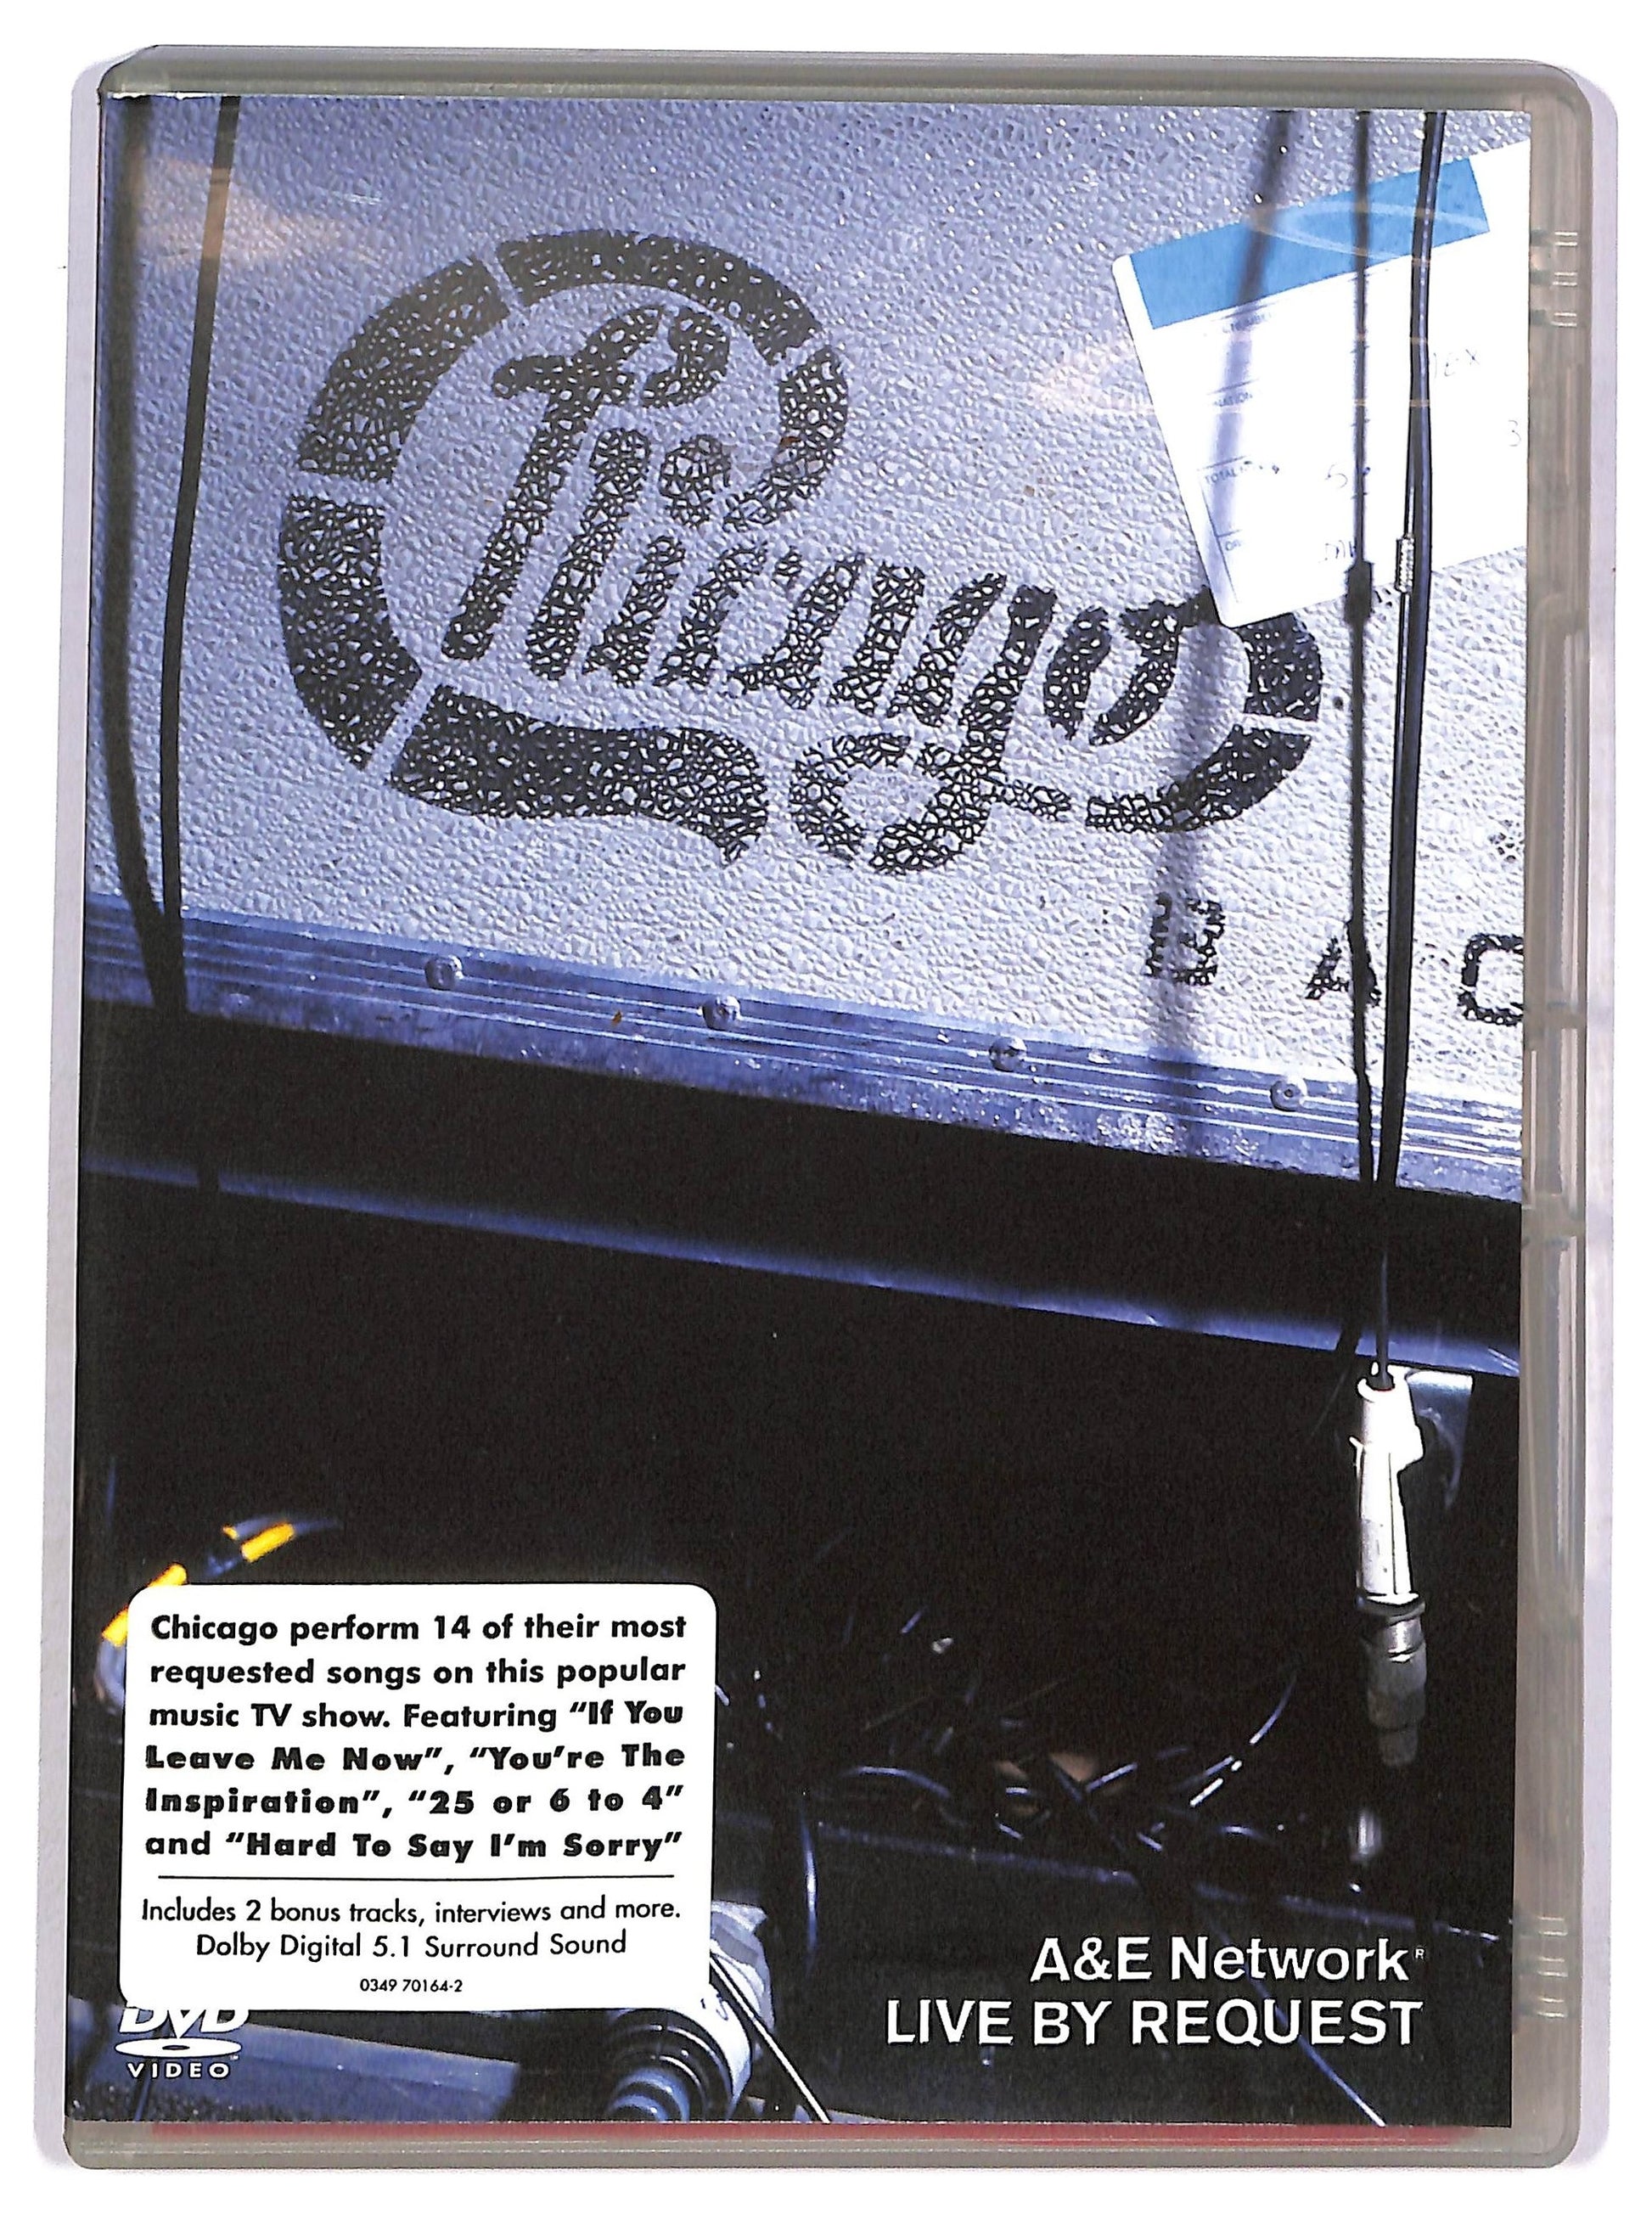 Chicago
BAC
TOTAL
Chicago perform 14 of their most
requested songs on this popular
music TV show. Featuring “If You
Leave Me Now”, “You’re The
Inspiration”, “25 or 6 to 4”
and “Hard To Say I’m Sorry”
Includes 2 bonus tracks, interviews and more.
Dolby Digital 5.1 Surround Sound
0349 70164-2
DVD
VIDEO
A&E Network®
LIVE BY REQUEST